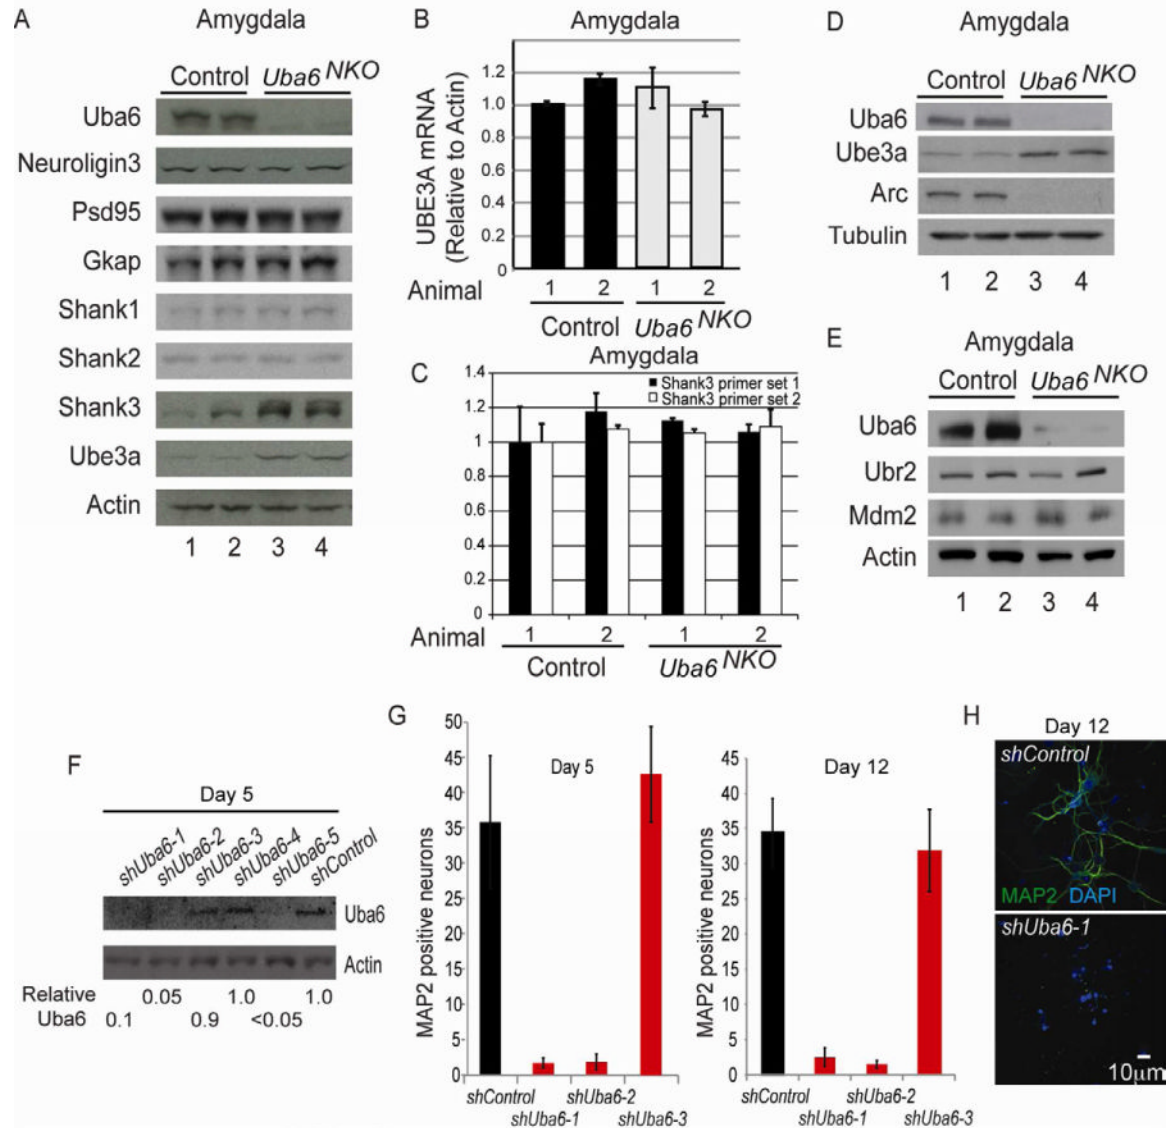 A
Amygdala
Control Uba6 NKO
Uba6
Neuroligin3
Psd95
Gkap
Shank1
Shank2
Shank3
Ube3a
Actin
1 2 3 4
B
Amygdala
UBE3A mRNA
(Relative to Actin)
1.2
1.0
0.8
0.6
0.4
0.2
0
Animal 1 2 1 2
Control Uba6 NKO
C
Amygdala
Shank3 primer set 1
Shank3 primer set 2
1.4
1.2
1
0.8
0.6
0.4
0.2
0
Animal 1 2 1 2
Control Uba6 NKO
D
Amygdala
Control Uba6 NKO
Uba6
Ube3a
Arc
Tubulin
1 2 3 4
E
Amygdala
Control Uba6 NKO
Uba6
Ubr2
Mdm2
Actin
1 2 3 4
F
Day 5
shUba6-1
shUba6-2
shUba6-3
shUba6-4
shUba6-5
shControl
Uba6
Actin
Relative 0.05 1.0 1.0
Uba6 0.1 0.9 <0.05
G
Day 5
MAP2 positive neurons
50
45
40
35
30
25
20
15
10
5
0
shControl shUba6-2
shUba6-1 shUba6-3
Day 12
MAP2 positive neurons
50
45
40
35
30
25
20
15
10
5
0
shControl shUba6-2
shUba6-1 shUba6-3
H
Day 12
shControl
MAP2 DAPI
shUba6-1
10μm